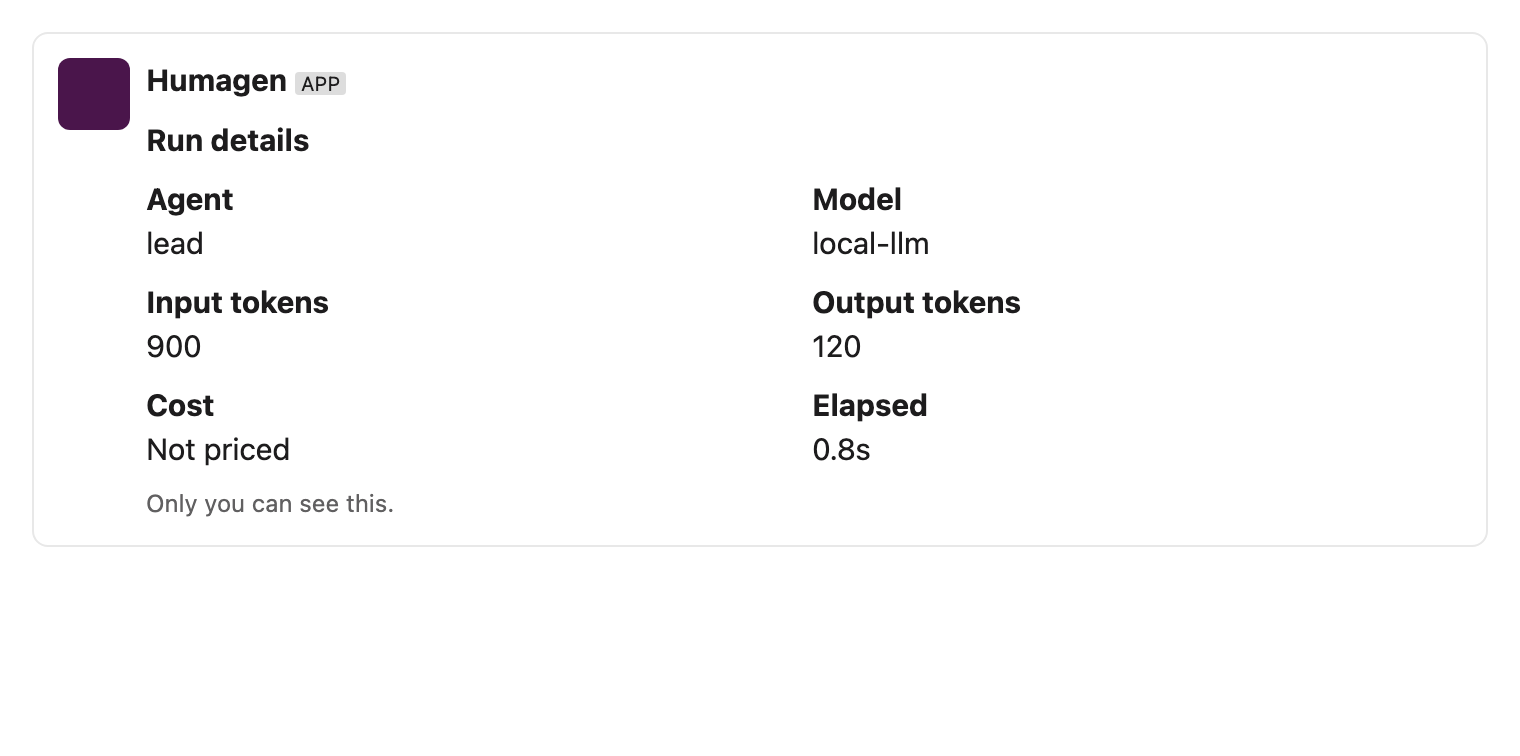 Humagen APP
Run details
Agent
lead
Model
local-llm
Input tokens
900
Output tokens
120
Cost
Not priced
Elapsed
0.8s
Only you can see this.